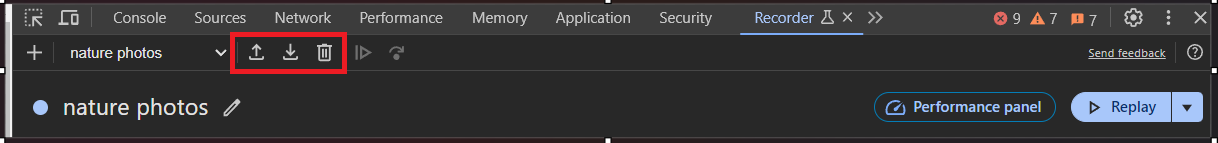 Console Sources Network Performance Memory Application Security Recorder 9 7 7
nature photos Send feedback
nature photos Performance panel Replay